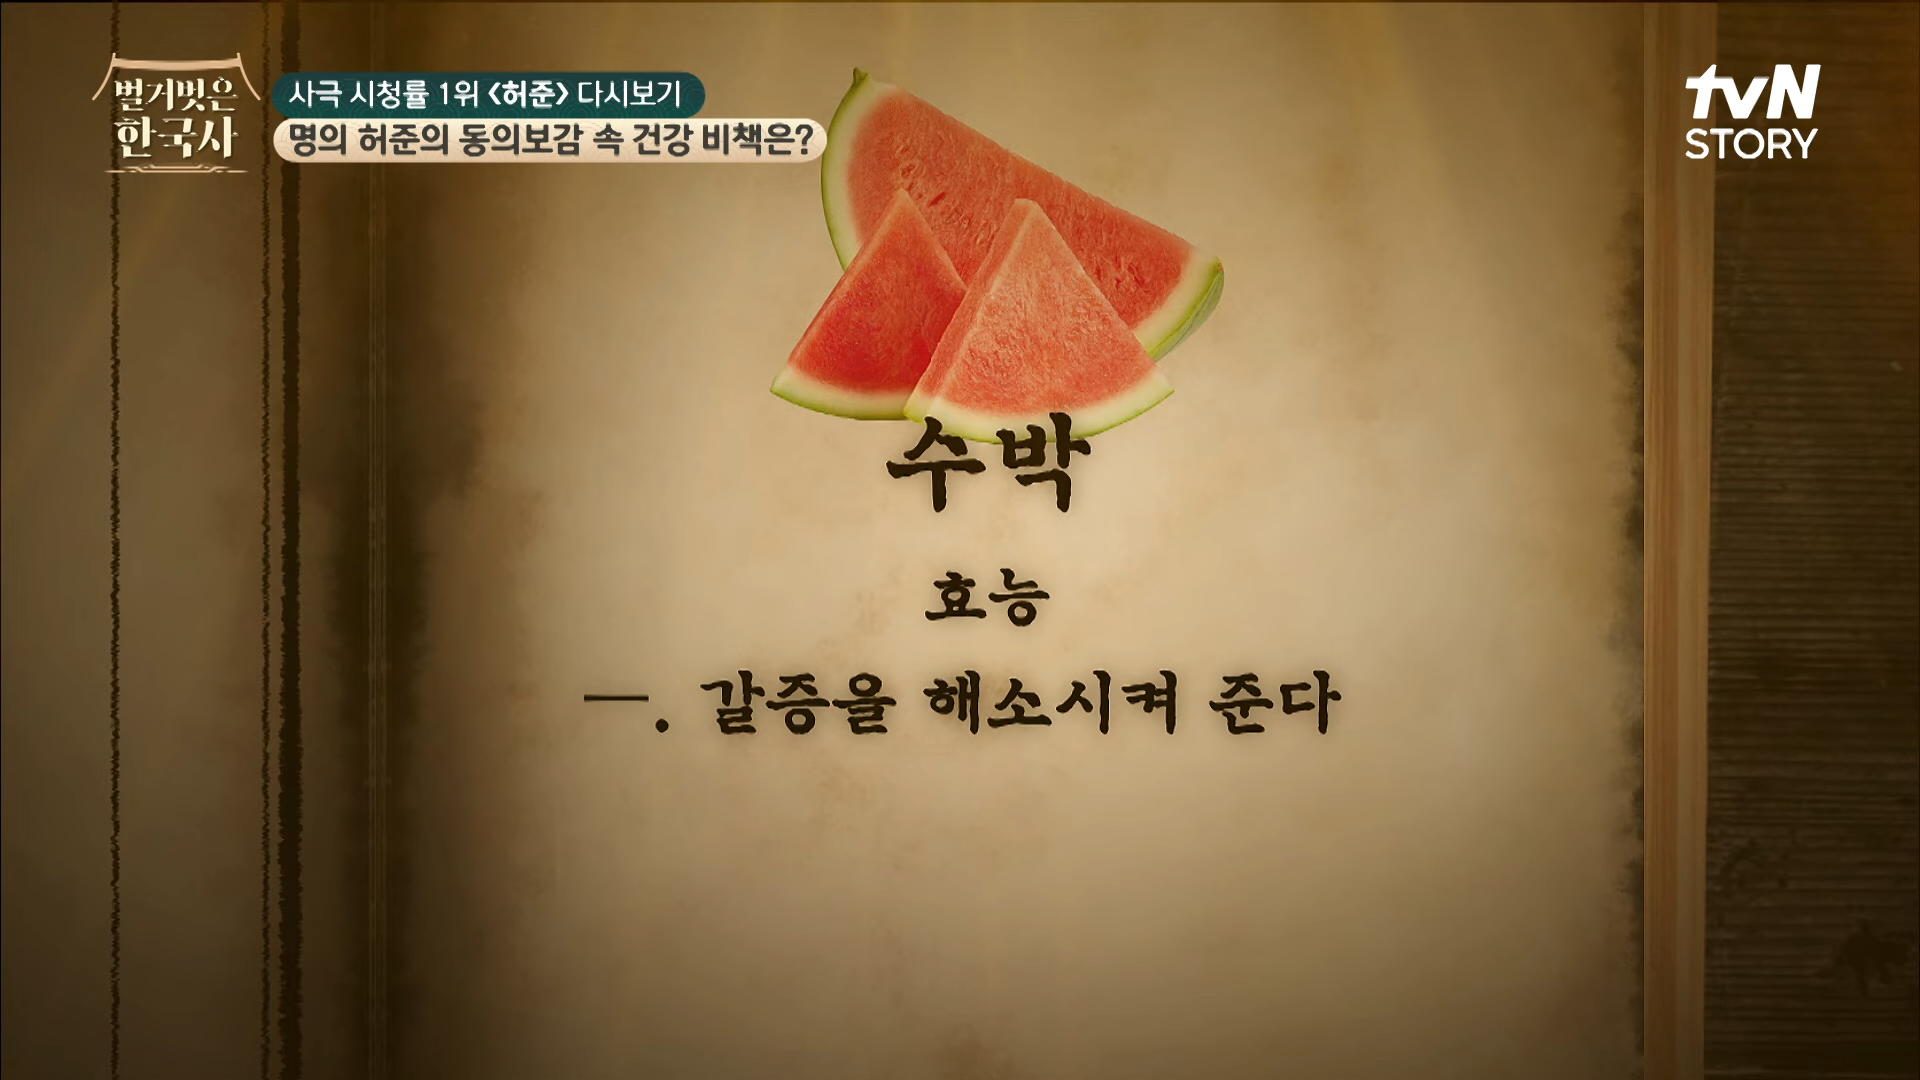 벌거벗은
한국사
사극 시청률 1위 <허준> 다시보기
명의 허준의 동의보감 속 건강 비책은?
tvN
STORY
수박
효능
一. 갈증을 해소시켜 준다